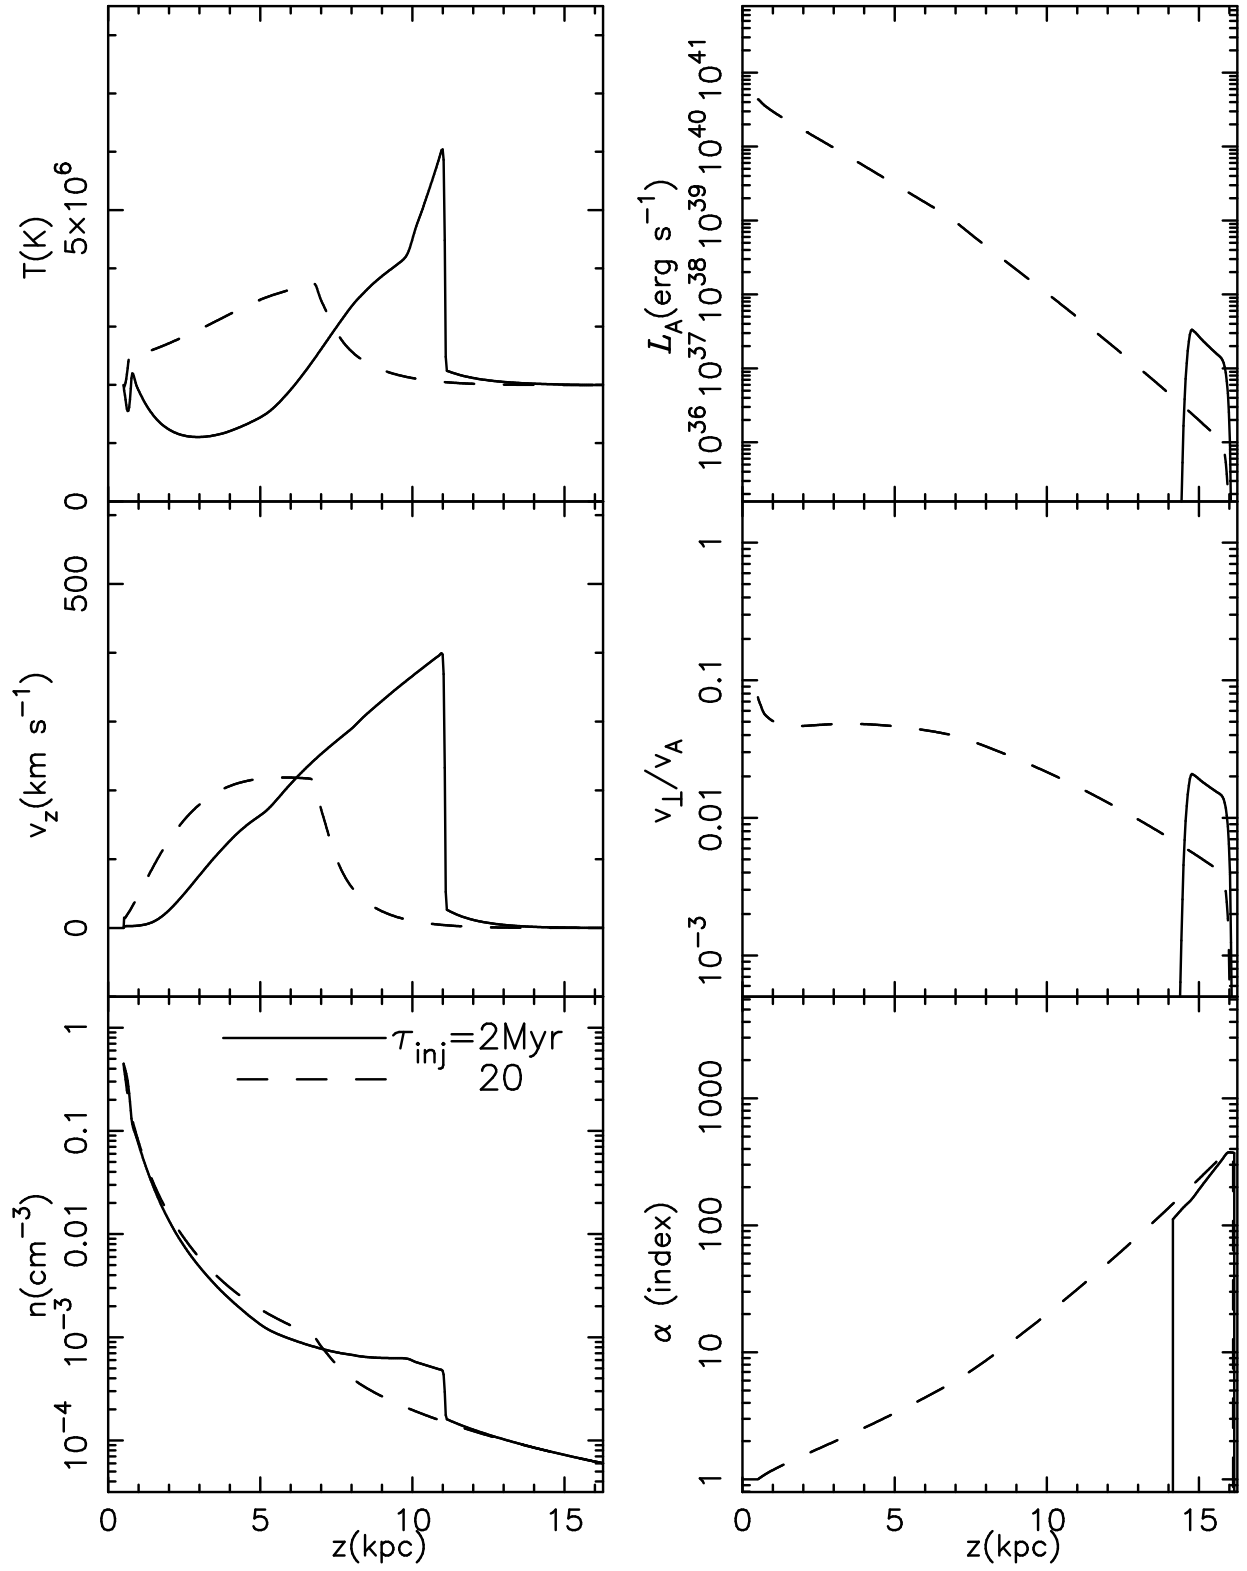 T(K)
5×10⁶
0
L_A(erg s⁻¹)
10⁴¹
10⁴⁰
10³⁹
10³⁸
10³⁷
10³⁶
v_z(km s⁻¹)
500
0
v_⊥/v_A
1
0.1
0.01
10⁻³
n(cm⁻³)
1
0.1
0.01
10⁻³
10⁻⁴
τ_inj=2Myr
20
0 5 10 15
z(kpc)
α (index)
1000
100
10
1
0 5 10 15
z(kpc)